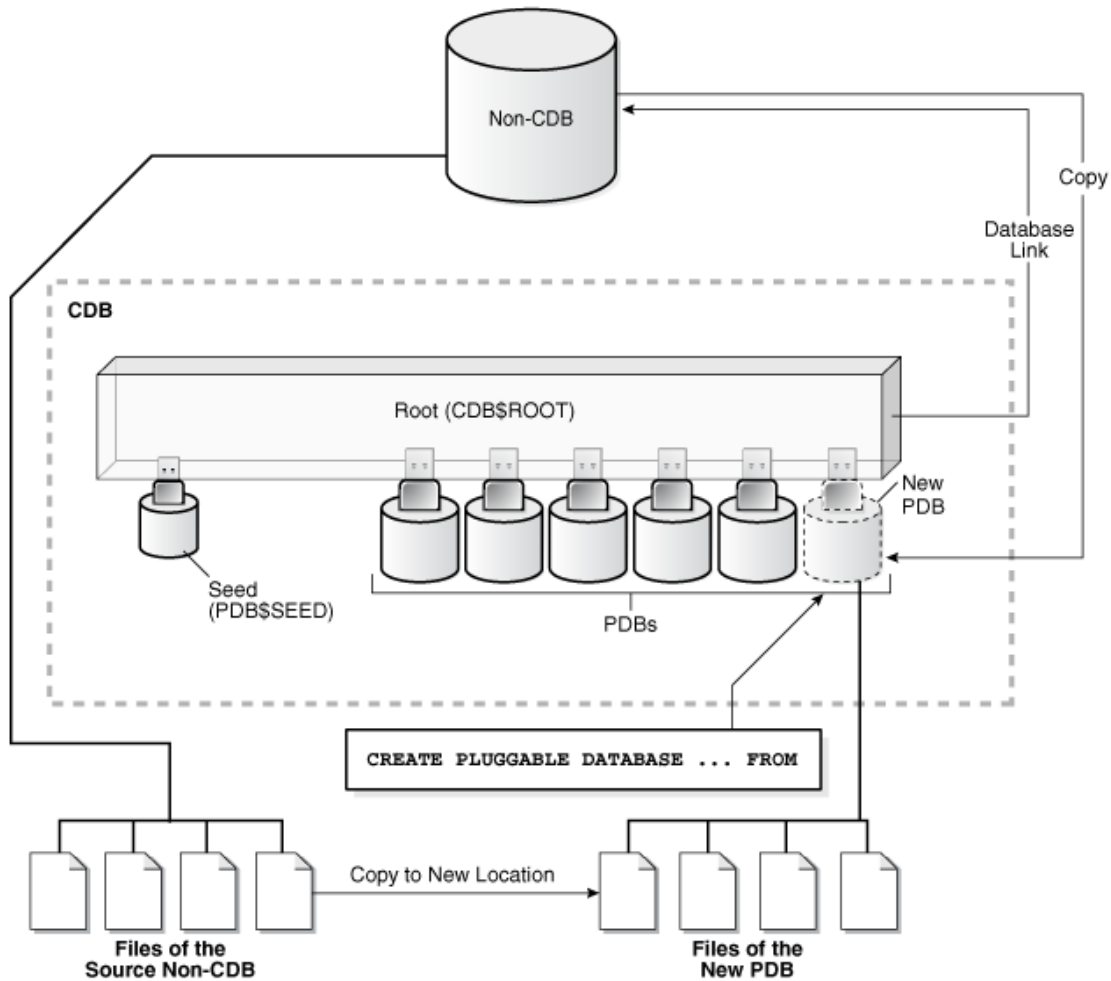 Non-CDB
Copy
Database
Link
CDB
Root (CDB$ROOT)
New
PDB
Seed
(PDB$SEED)
PDBs
CREATE PLUGGABLE DATABASE ... FROM
Copy to New Location
Files of the
Source Non-CDB
Files of the
New PDB